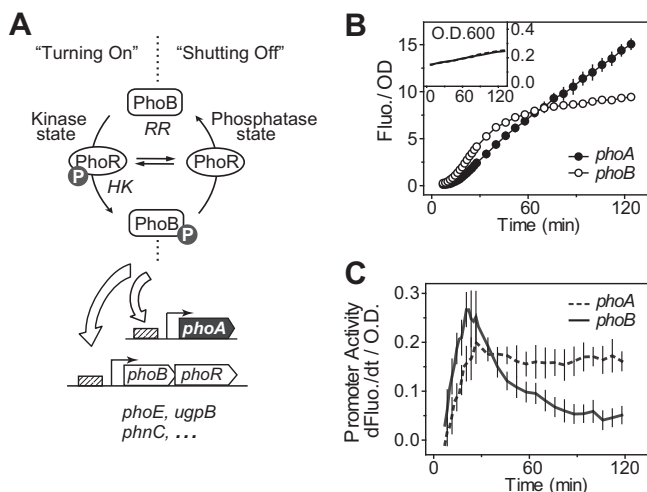 A
"Turning On"
"Shutting Off"
PhoB
RR
Kinase
state
Phosphatase
state
PhoR
P
HK
PhoR
PhoB
P
phoA
phoB
phoR
phoE, ugpB
phnC, ...
B
O.D.600
0.4
0.2
0.0
0
60
120
15
10
5
0
Fluo./ OD
phoA
phoB
0
60
120
Time (min)
C
phoA
phoB
0.3
0.2
0.1
0.0
Promoter Activity
dFluo./dt / O.D.
0
60
120
Time (min)